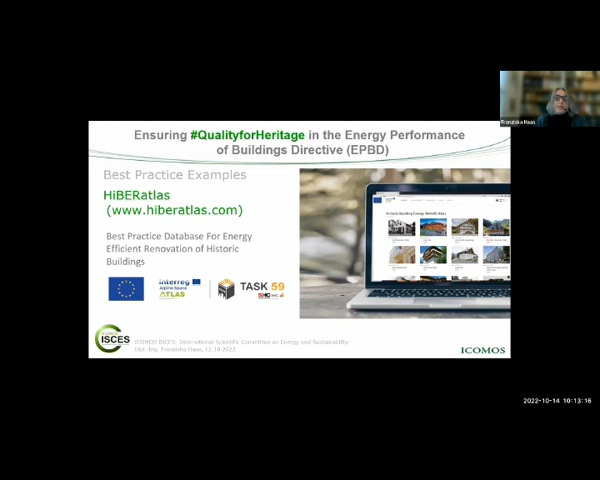 Franziska Haas
Ensuring #QualityforHeritage in the Energy Performance
of Buildings Directive (EPBD)
Best Practice Examples
HiBERatlas
(www.hiberatlas.com)
Best Practice Database For Energy
Efficient Renovation of Historic
Buildings
Interreg
Alpine Space
ATLAS
TASK 59
SHC
ISCES
ICOMOS ISCES- International Scientific Committee on Energy and Sustainability
Dipl. Ing. Franziska Haas, 12.10.2022
ICOMOS
2022-10-14 10:13:16